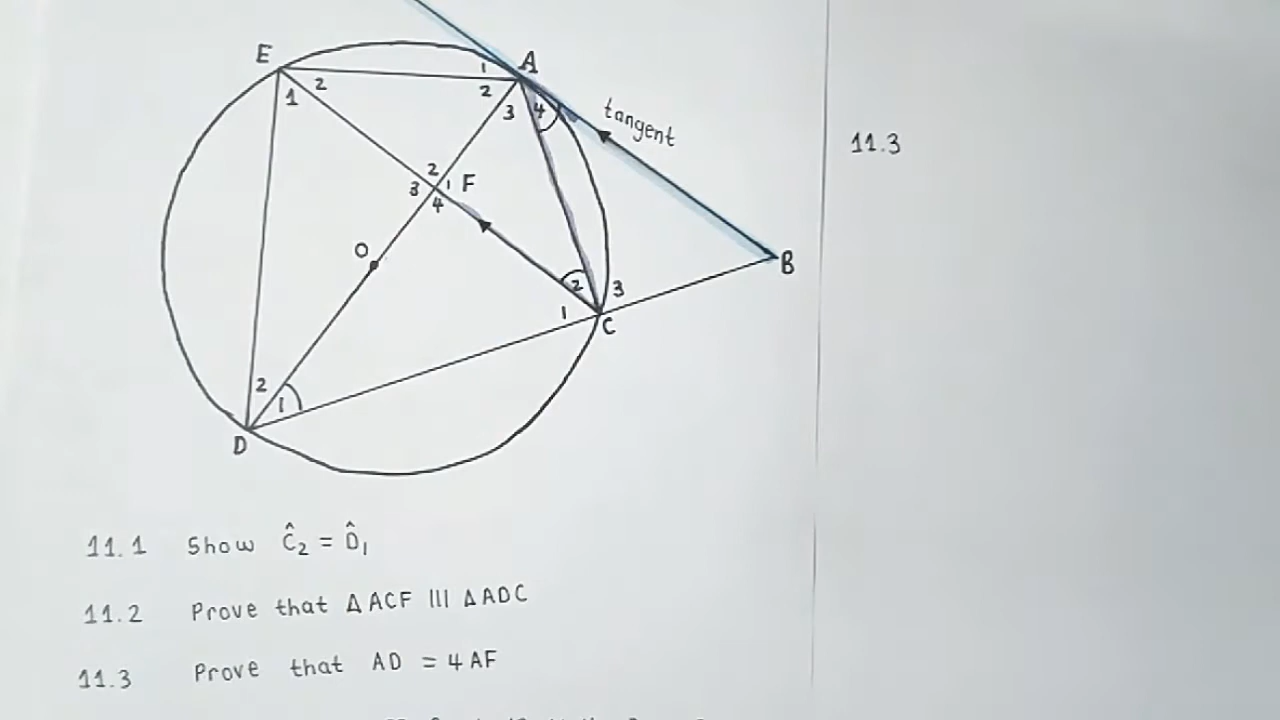 E
1
A
2
1
2
3
4
tangent
11.3
2
3
1
F
4
O
B
2
3
1
C
2
1
D
11.1 Show Ĉ₂ = D̂₁
11.2 Prove that ΔACF ||| ΔADC
11.3 Prove that AD = 4AF